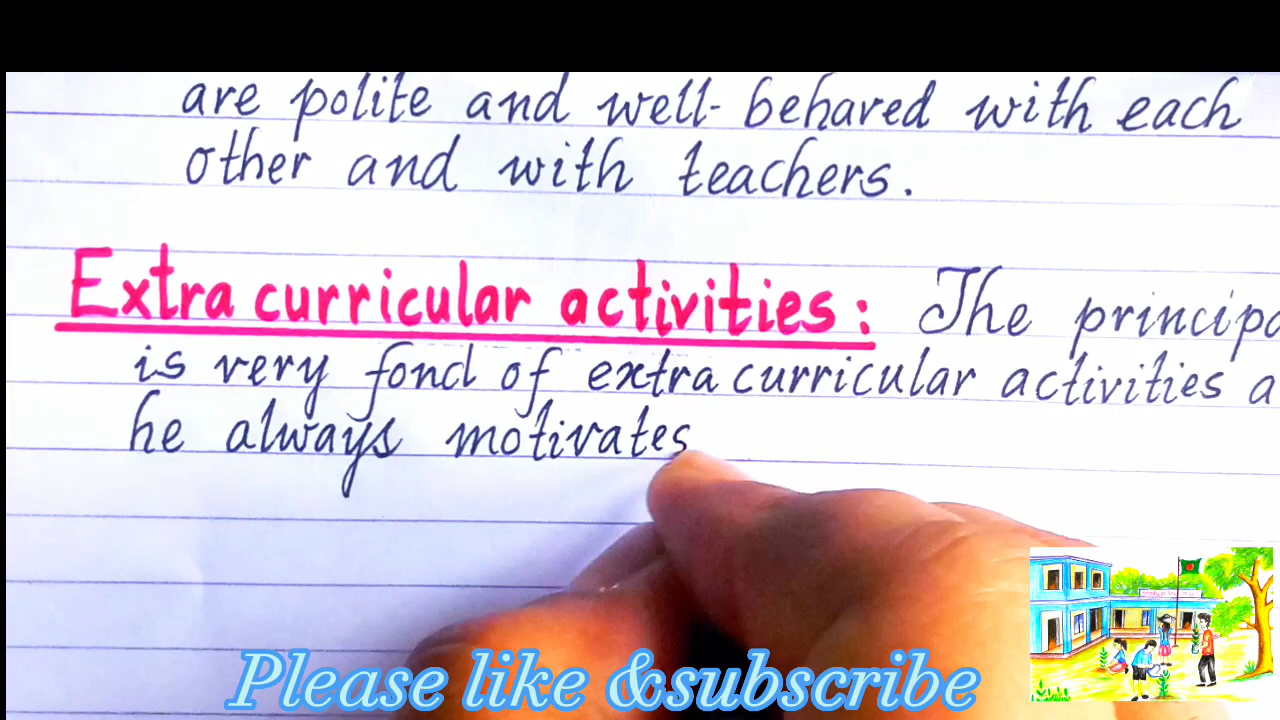 are polite and well-behaved with each
other and with teachers.
Extra curricular activities: The
is very fond of extra curricular activities
he always motivates
Please like &subscribe